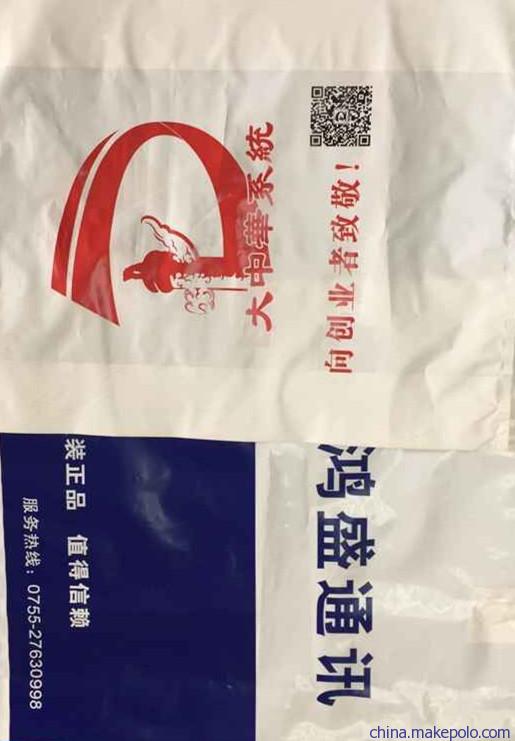 大中華系統
向创业者致敬！
鸿盛通讯
装正品 值得信赖
服务热线：0755-27630998
china.makepolo.com